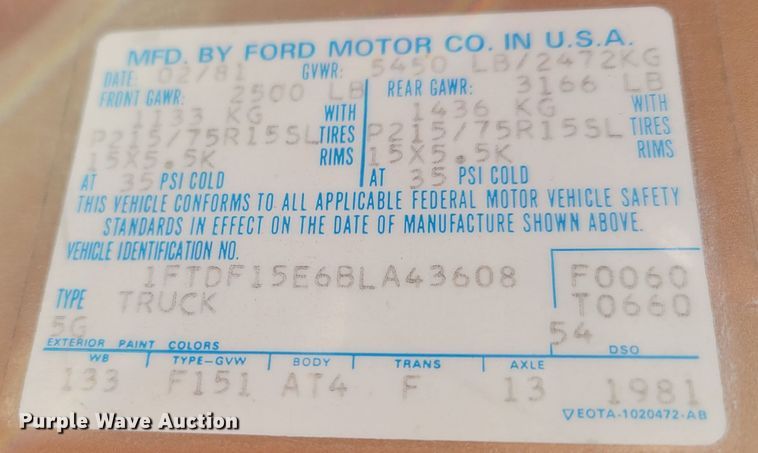 MFD. BY FORD MOTOR CO. IN U.S.A.
DATE: 02/81 GVWR: 5450 LB/2472KG
FRONT GAWR: 2500 LB REAR GAWR: 3166 LB
1133 KG WITH 1436 KG WITH
P215/75R15SL TIRES P215/75R15SL TIRES
15X5.5K RIMS 15X5.5K RIMS
AT 35 PSI COLD AT 35 PSI COLD
THIS VEHICLE CONFORMS TO ALL APPLICABLE FEDERAL MOTOR VEHICLE SAFETY
STANDARDS IN EFFECT ON THE DATE OF MANUFACTURE SHOWN ABOVE.
VEHICLE IDENTIFICATION NO.
1FTDF15E6BLA43608 F0060
TYPE TRUCK T0660
5G 54
EXTERIOR PAINT COLORS DSO
WB TYPE-GVW BODY TRANS AXLE
133 F151 AT4 F 13 1981
EOTA-1020472-AB
Purple Wave Auction